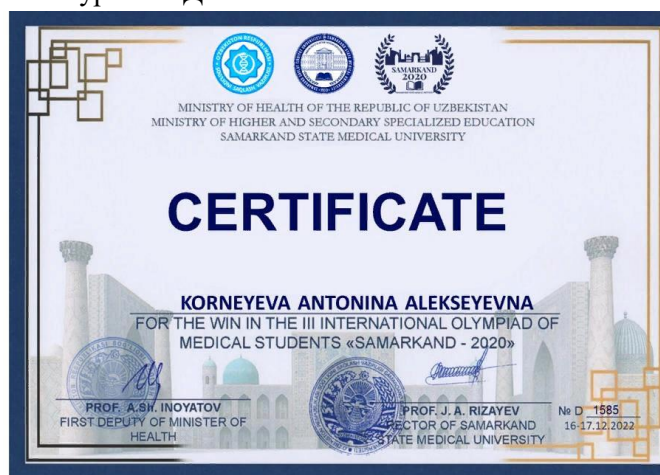 SAMARKAND
2020
MINISTRY OF HEALTH OF THE REPUBLIC OF UZBEKISTAN
MINISTRY OF HIGHER AND SECONDARY SPECIALIZED EDUCATION
SAMARKAND STATE MEDICAL UNIVERSITY
CERTIFICATE
KORNEYEVA ANTONINA ALEKSEYEVNA
FOR THE WIN IN THE III INTERNATIONAL OLYMPIAD OF
MEDICAL STUDENTS «SAMARKAND - 2020»
PROF. A.Sh. INOYATOV
FIRST DEPUTY OF MINISTER OF
HEALTH
PROF. J. A. RIZAYEV
RECTOR OF SAMARKAND
STATE MEDICAL UNIVERSITY
№ D 1585
16-17.12.2022